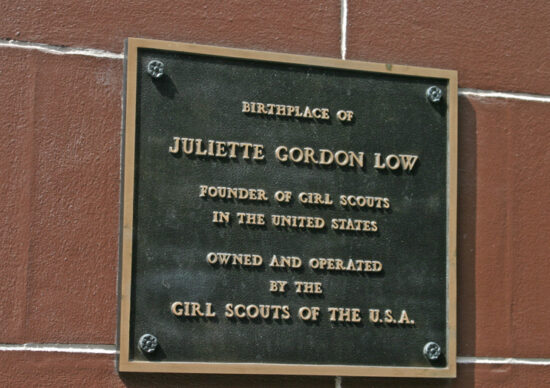 BIRTHPLACE OF
JULIETTE GORDON LOW
FOUNDER OF GIRL SCOUTS
IN THE UNITED STATES
OWNED AND OPERATED
BY THE
GIRL SCOUTS OF THE U.S.A.